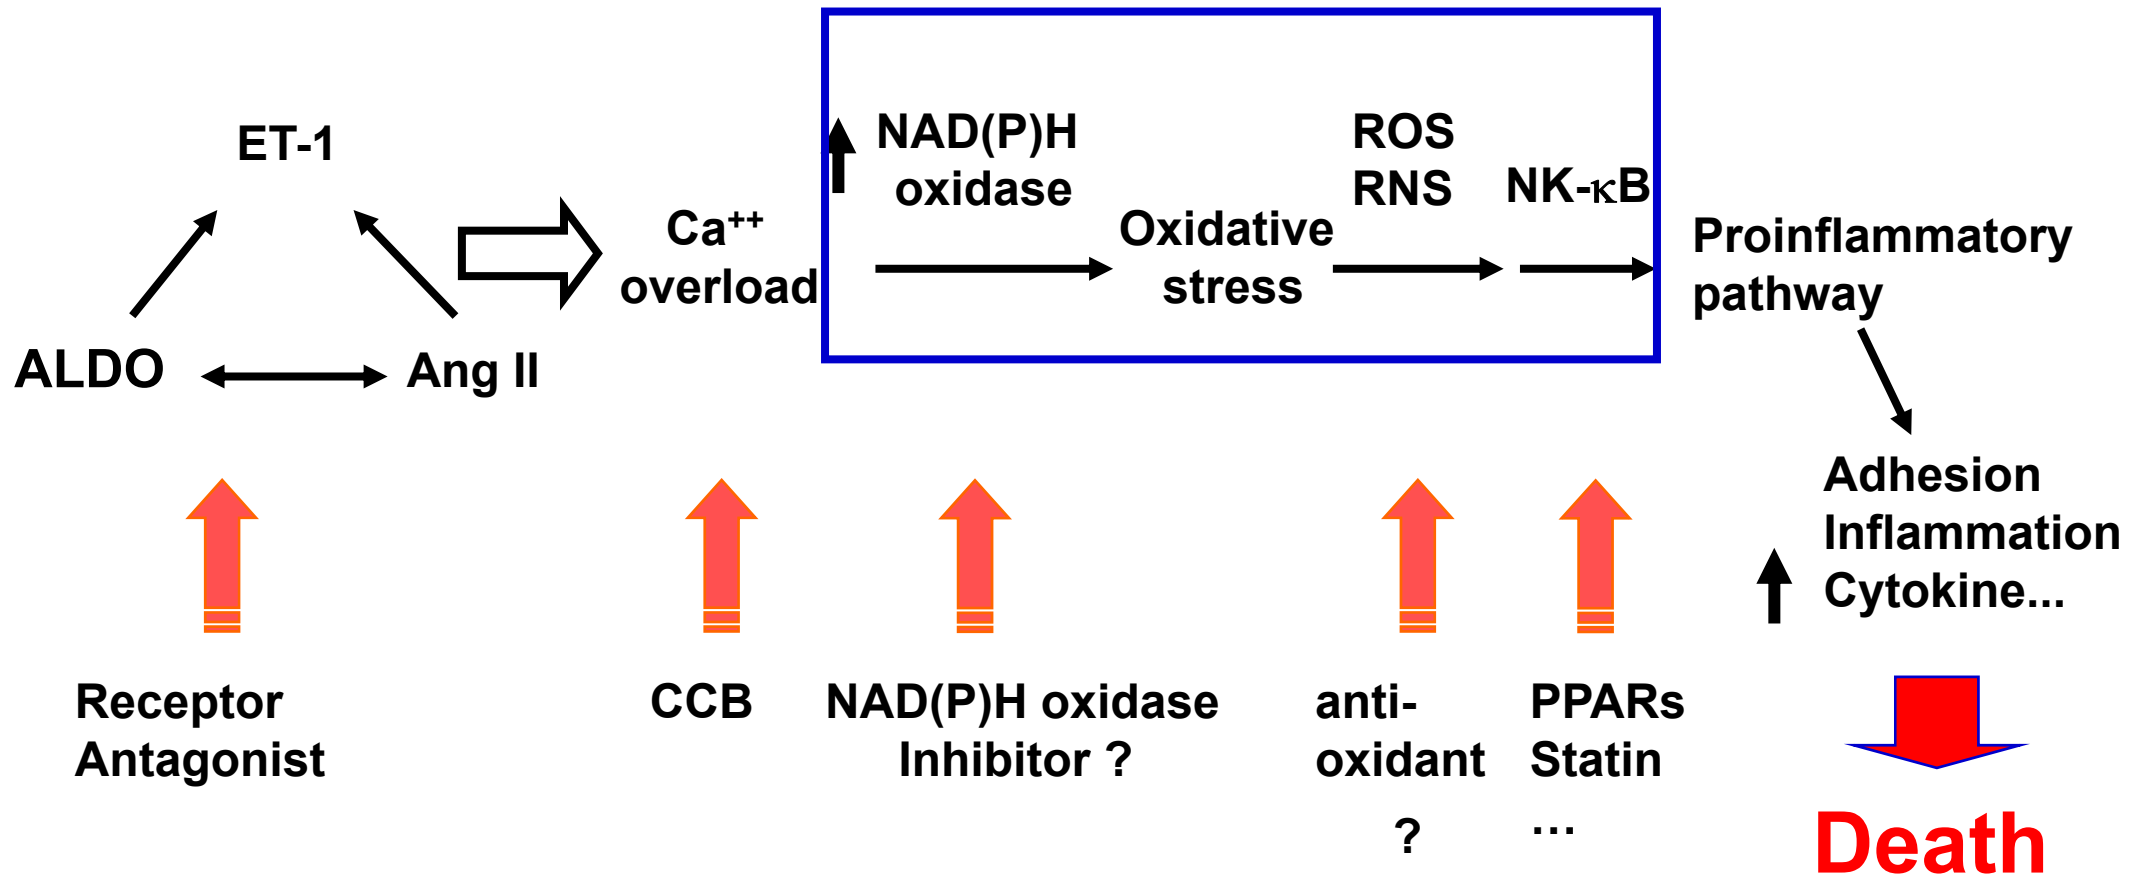 ET-1
ALDO
Ang II
Ca⁺⁺
overload
NAD(P)H
oxidase
Oxidative
stress
ROS
RNS
NK-κB
Proinflammatory
pathway
Adhesion
Inflammation
Cytokine...
Receptor
Antagonist
CCB
NAD(P)H oxidase
Inhibitor ?
anti-
oxidant
?
PPARs
Statin
…
Death